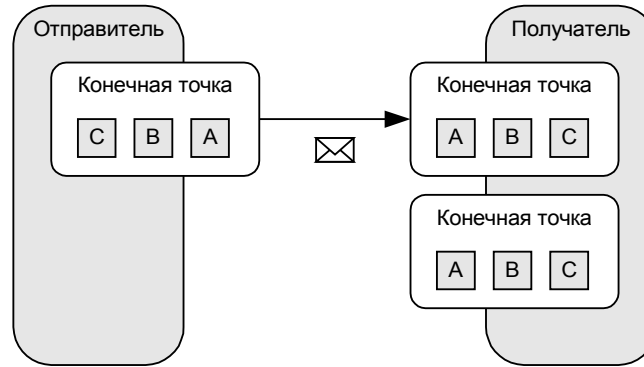 Отправитель
Получатель
Конечная точка
C B A
Конечная точка
A B C
Конечная точка
A B C